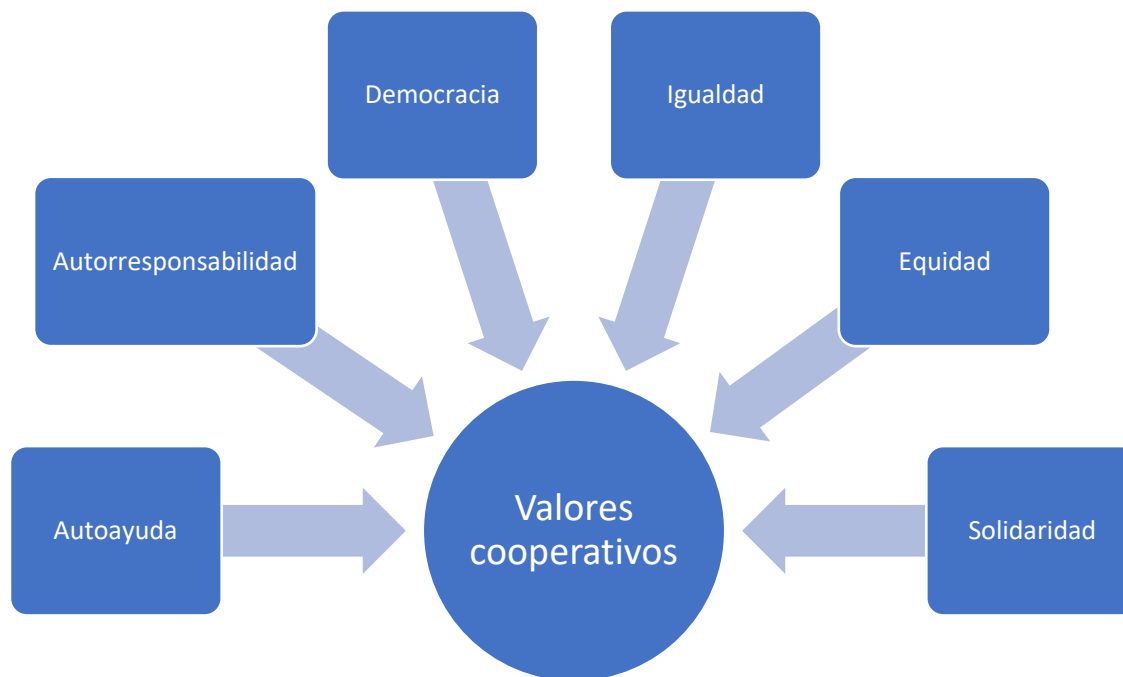 Democracia
Igualdad
Autorresponsabilidad
Equidad
Autoayuda
Valores
cooperativos
Solidaridad